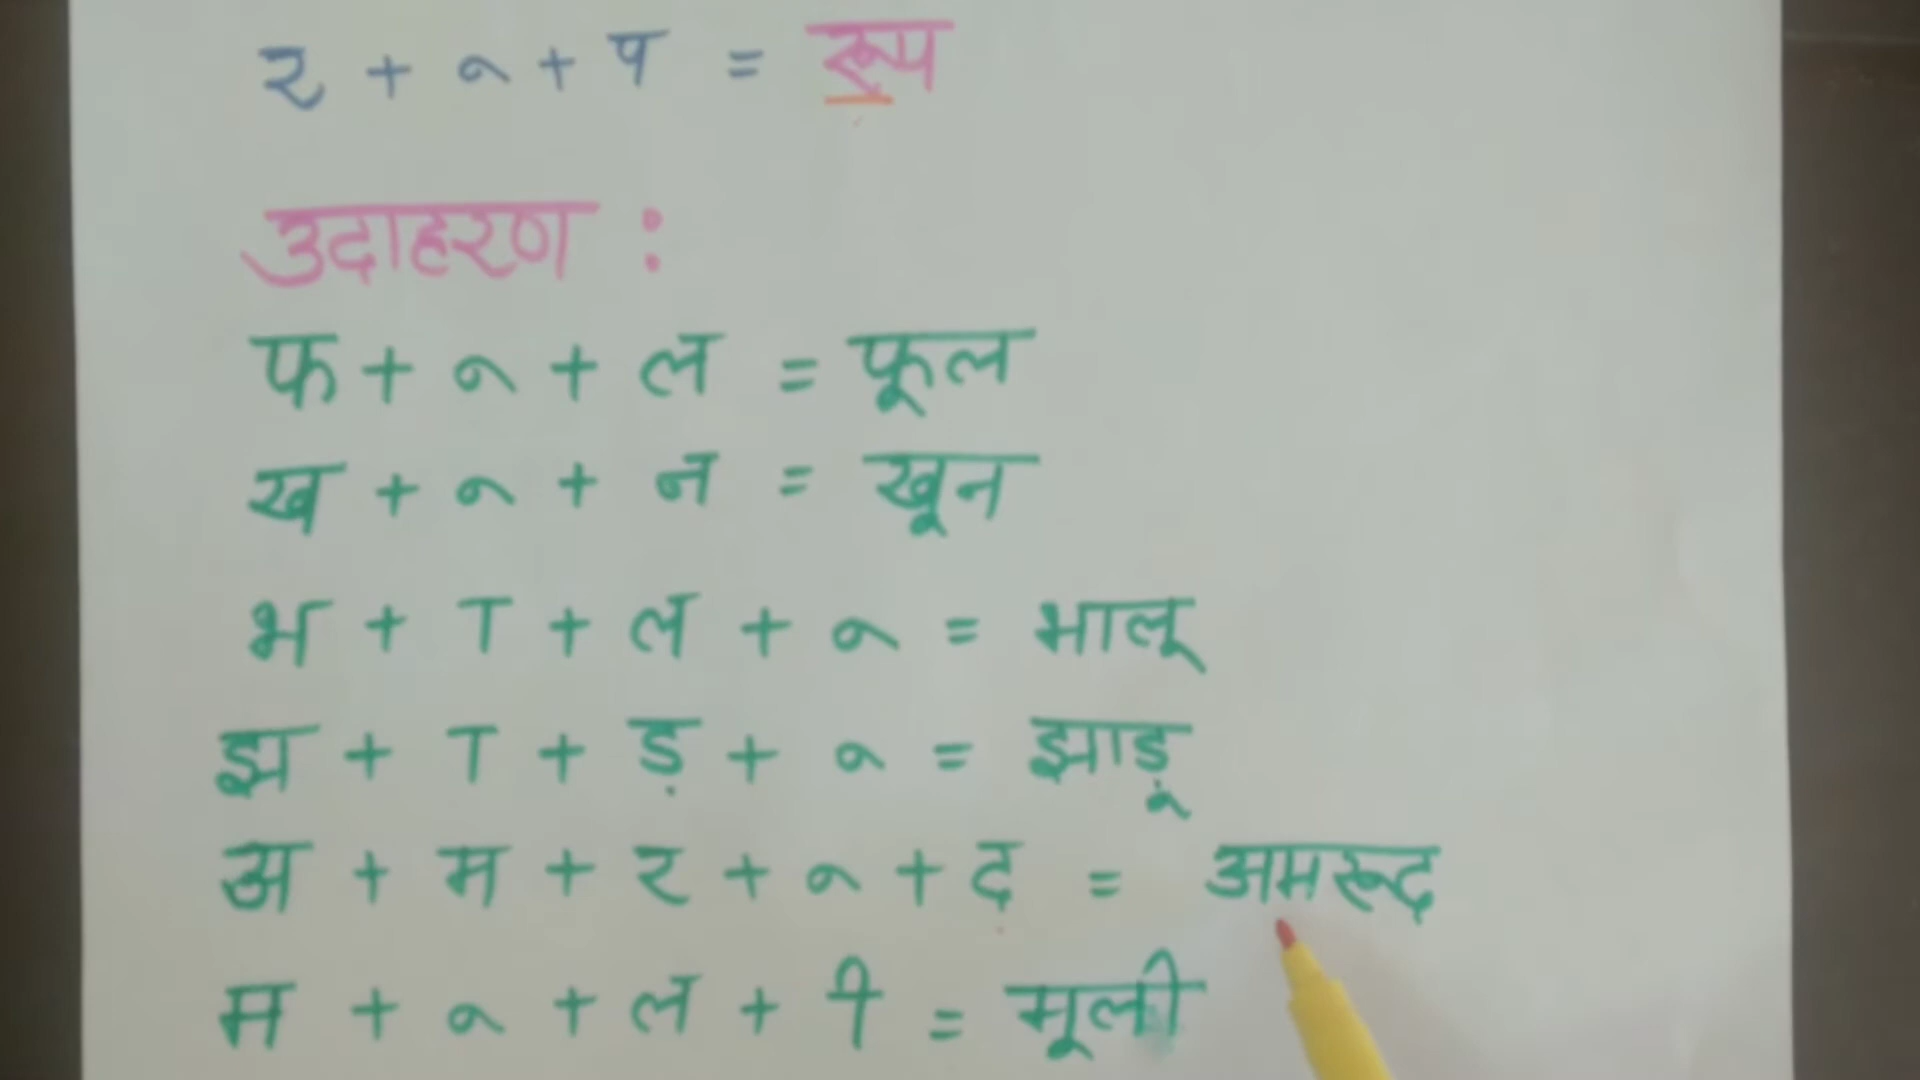 र + ू + प = रूप
उदाहरण :
फ + ू + ल = फूल
ख + ू + न = खून
भ + ा + ल + ू = भालू
झ + ा + ड़ + ू = झाड़ू
अ + म + र + ू + द = अमरूद
म + ू + ल + ी = मूली